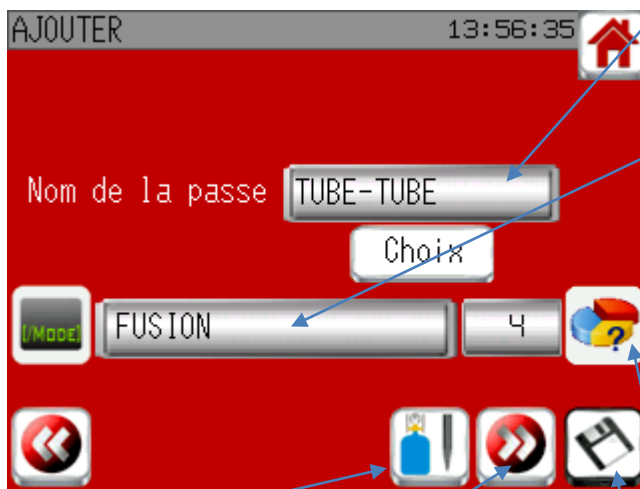 AJOUTER 13:56:35
Nom de la passe TUBE-TUBE
Choix
[/MODE] FUSION 4 ?